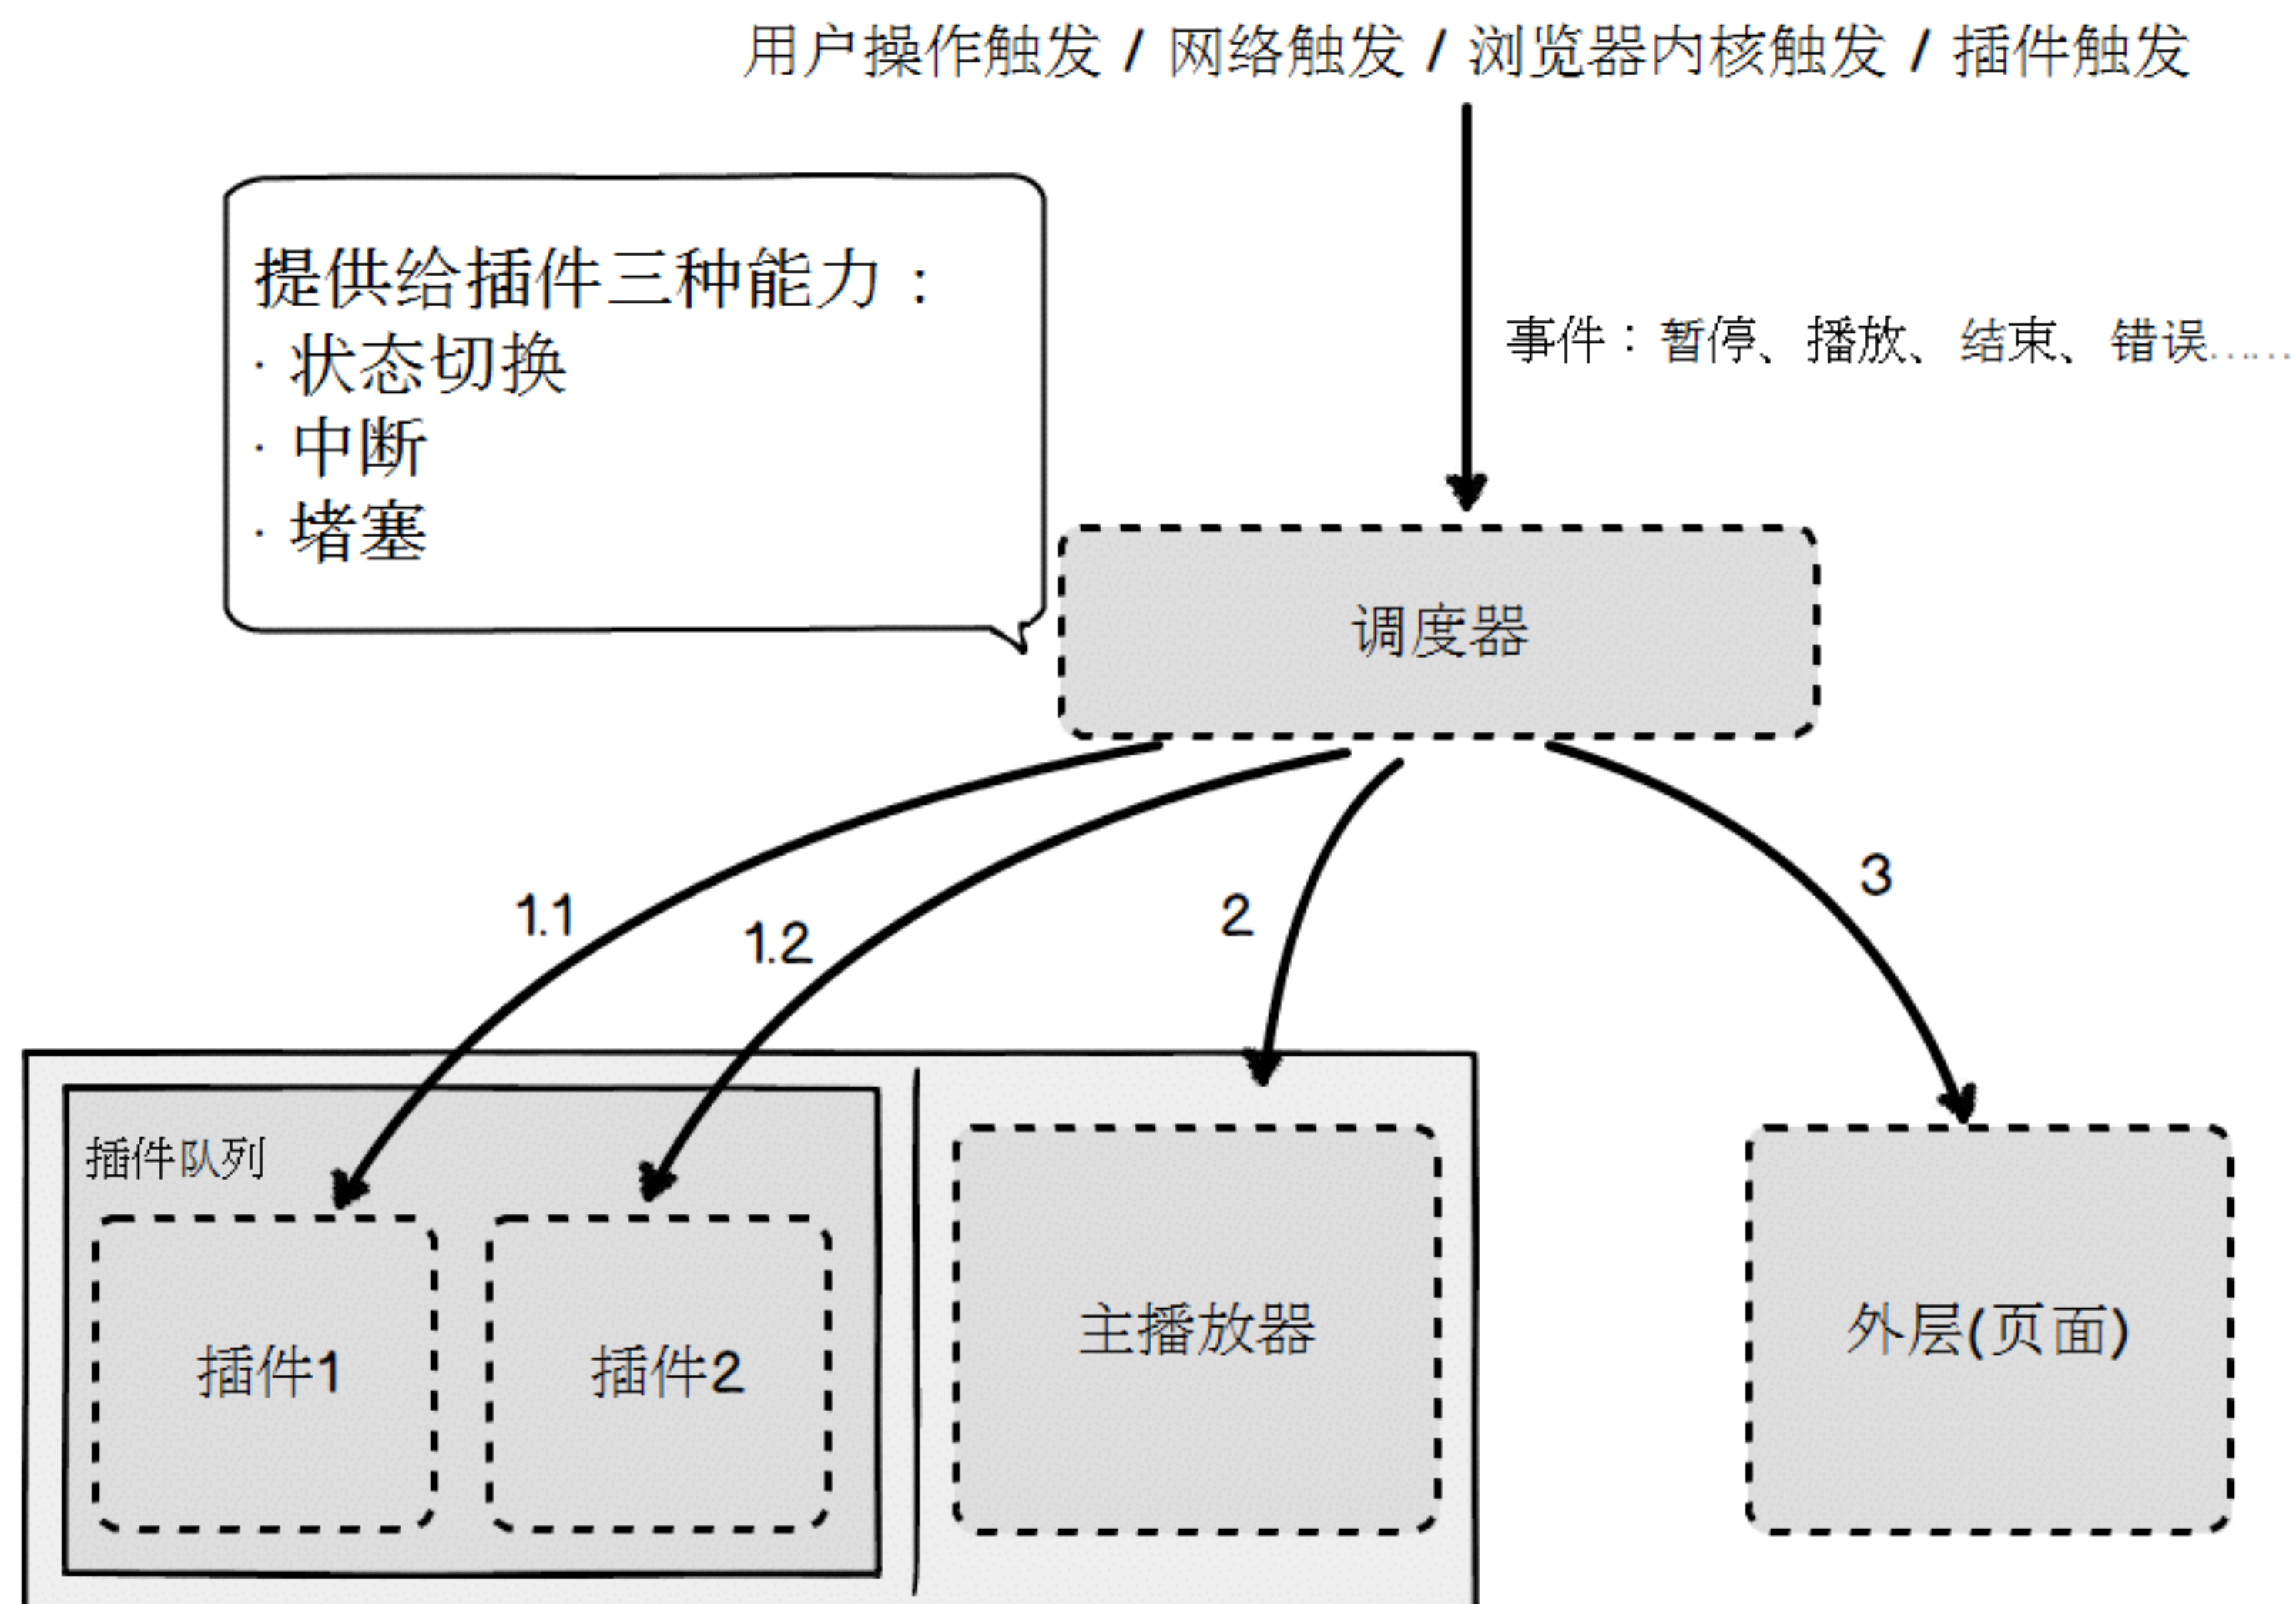 用户操作触发 / 网络触发 / 浏览器内核触发 / 插件触发
提供给插件三种能力：
· 状态切换
· 中断
· 堵塞
事件：暂停、播放、结束、错误……
调度器
1.1
1.2
2
3
插件队列
插件1
插件2
主播放器
外层(页面)